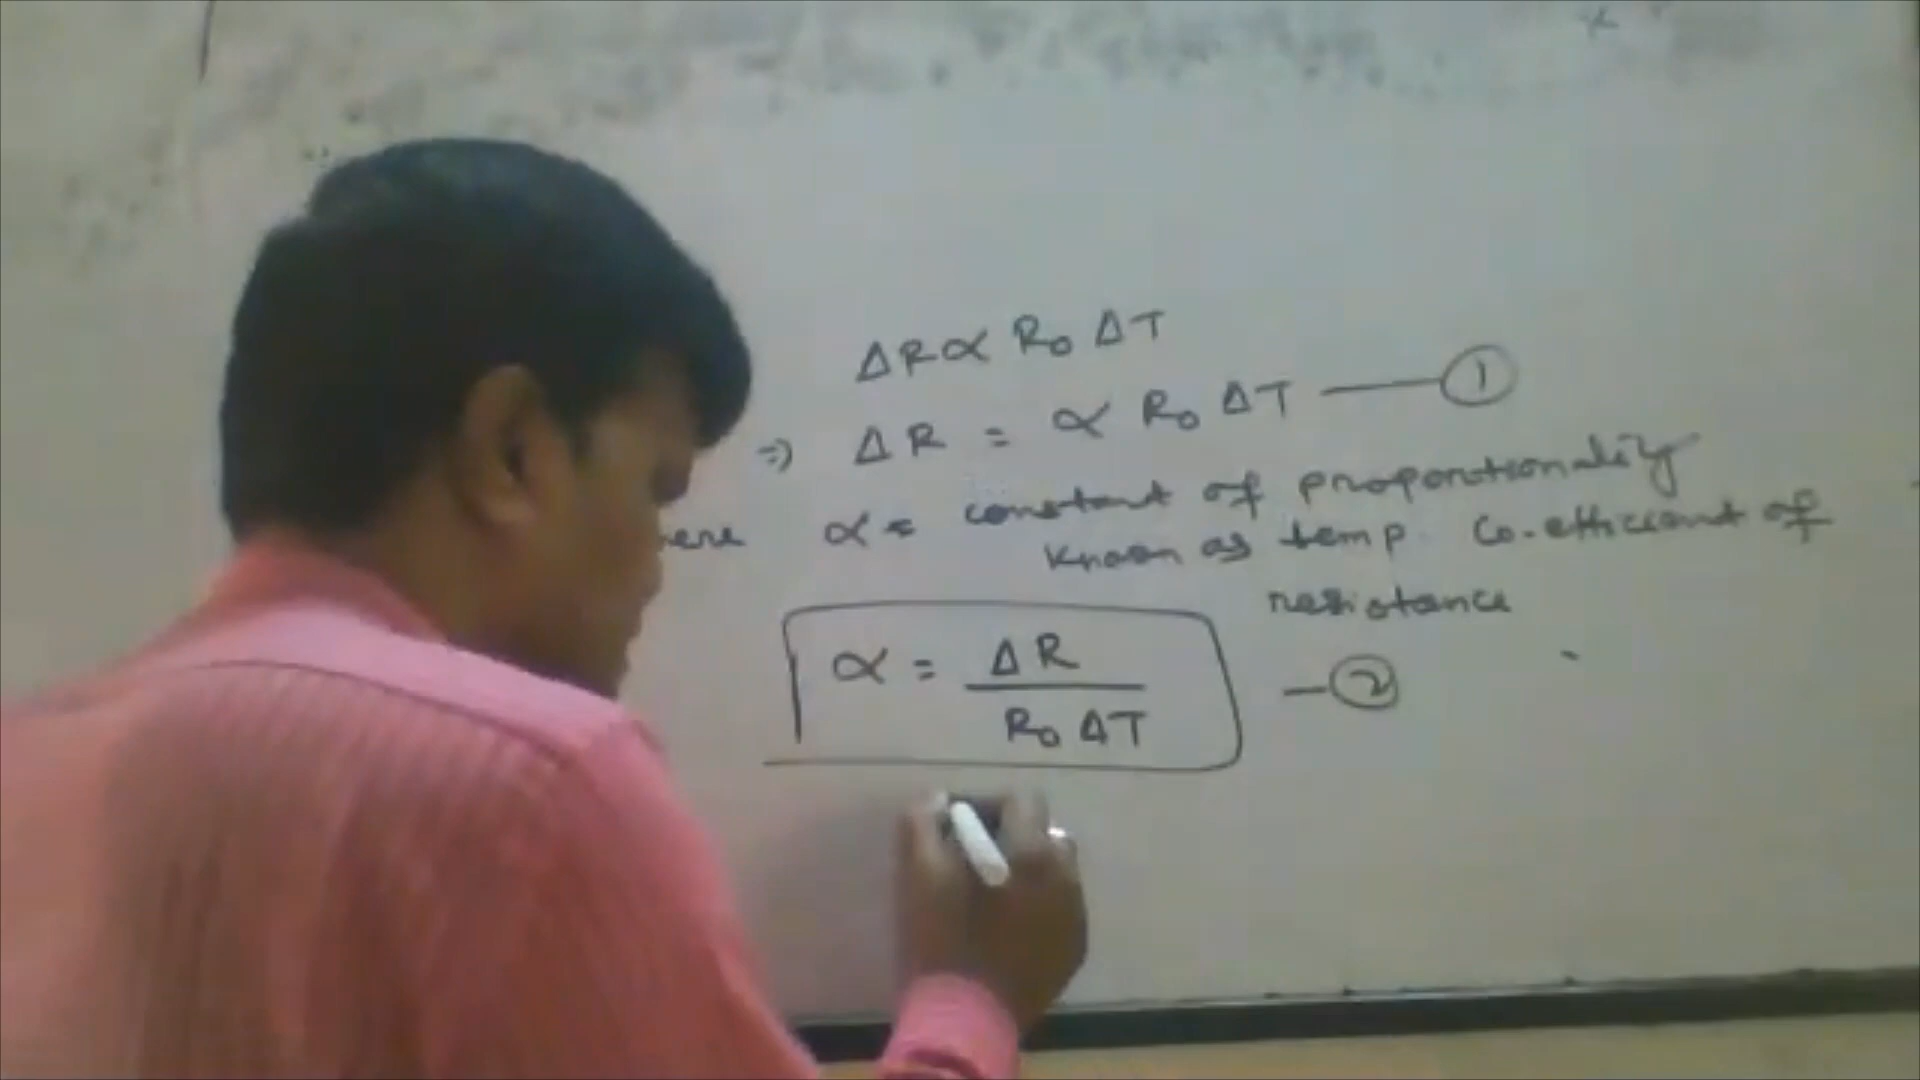 ΔR ∝ R₀ ΔT
⇒ ΔR = α R₀ ΔT — ①
ere α = constant of proportionality
known as temp. co-efficient of
resistance
α = ΔR / R₀ ΔT — ②